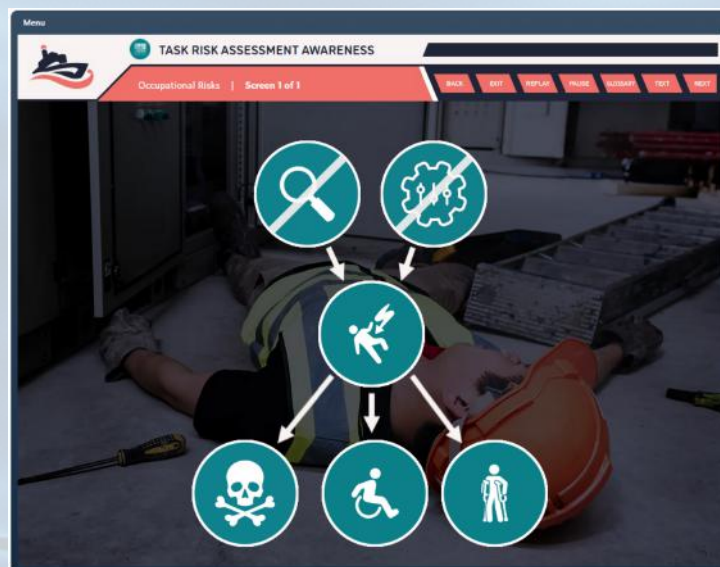 Menu
TASK RISK ASSESSMENT AWARENESS
Occupational Risks | Screen 1 of 1
BACK EXIT REPLAY PAUSE GLOSSARY TEXT NEXT